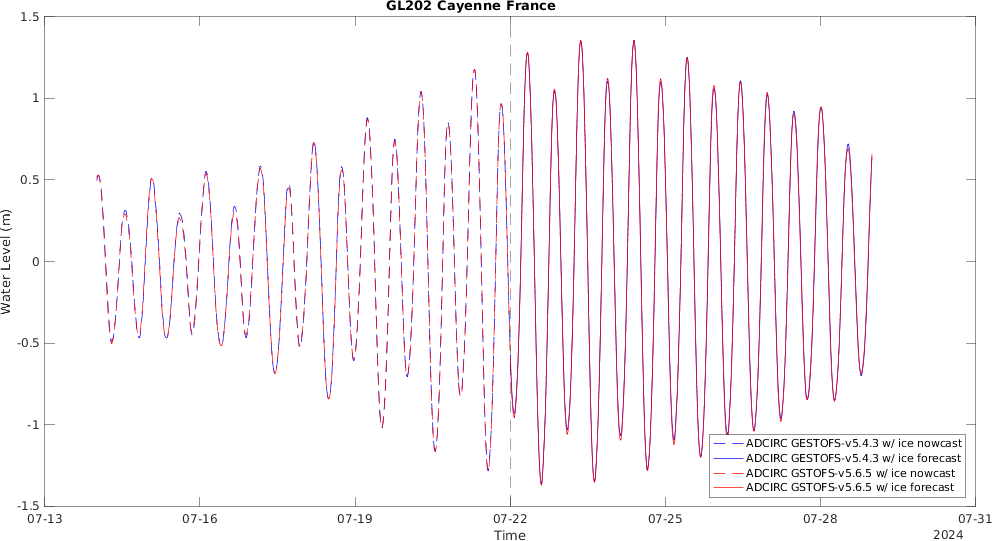 GL202 Cayenne France
1.5
1
0.5
0
-0.5
-1
-1.5
Water Level (m)
07-13
07-16
07-19
07-22
07-25
07-28
07-31
Time
2024
ADCIRC GESTOFS-v5.4.3 w/ ice nowcast
ADCIRC GESTOFS-v5.4.3 w/ ice forecast
ADCIRC GSTOFS-v5.6.5 w/ ice nowcast
ADCIRC GSTOFS-v5.6.5 w/ ice forecast